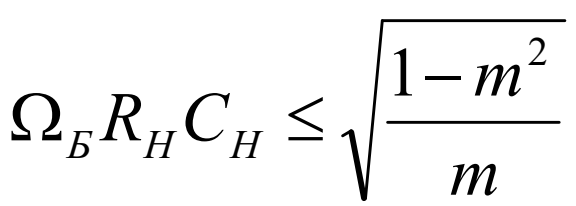 Ω_Б R_Н C_Н ≤ √((1−m²)/m)